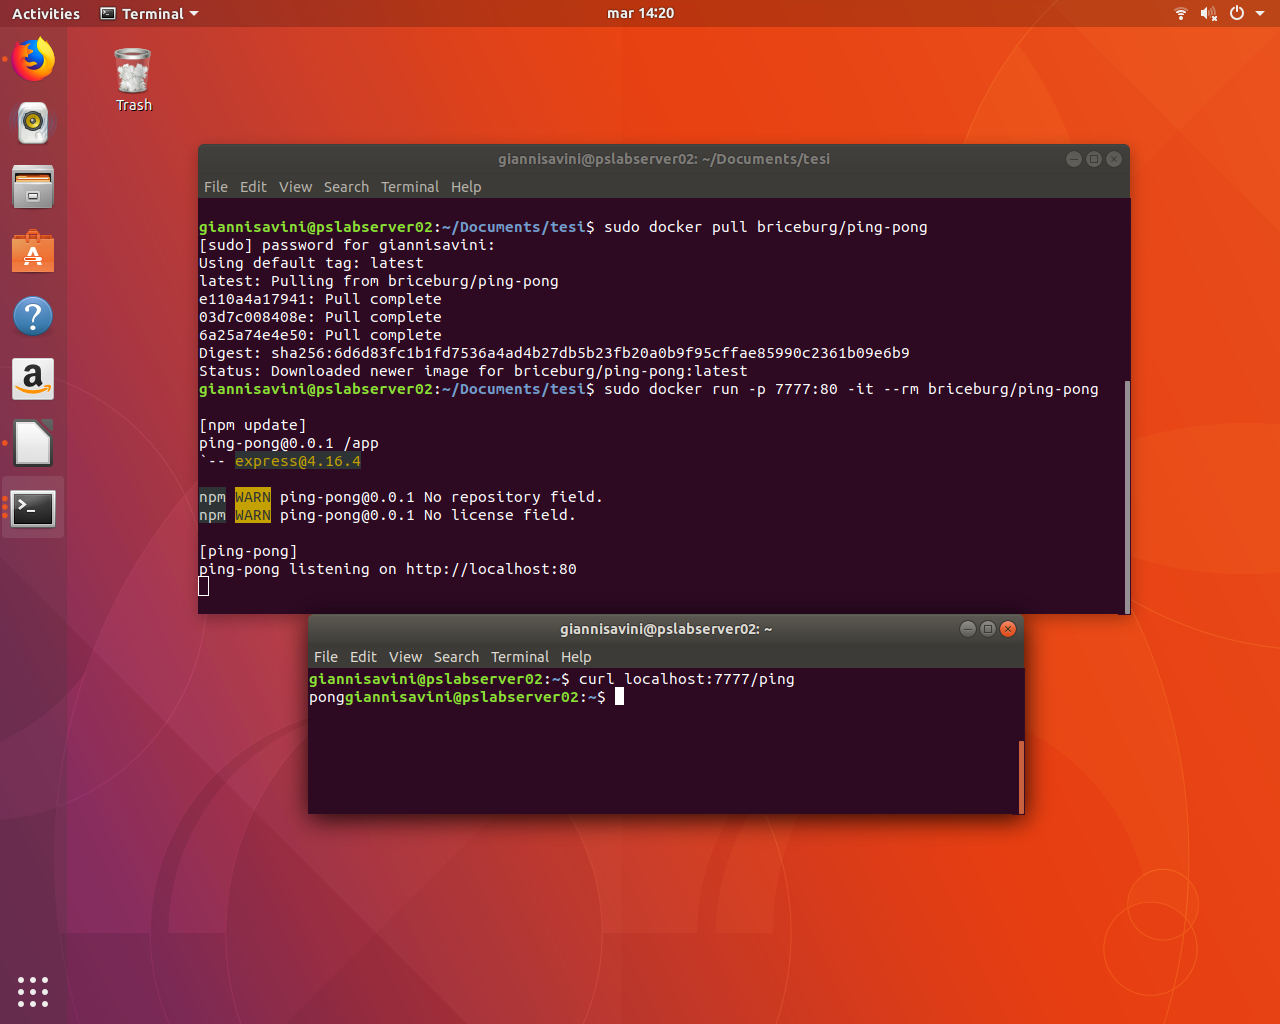 Activities Terminal mar 14:20
Trash
giannisavini@pslabserver02: ~/Documents/tesi
File Edit View Search Terminal Help
giannisavini@pslabserver02:~/Documents/tesi$ sudo docker pull briceburg/ping-pong
[sudo] password for giannisavini:
Using default tag: latest
latest: Pulling from briceburg/ping-pong
e110a4a17941: Pull complete
03d7c008408e: Pull complete
6a25a74e4e50: Pull complete
Digest: sha256:6d6d83fc1b1fd7536a4ad4b27db5b23fb20a0b9f95cffae85990c2361b09e6b9
Status: Downloaded newer image for briceburg/ping-pong:latest
giannisavini@pslabserver02:~/Documents/tesi$ sudo docker run -p 7777:80 -it --rm briceburg/ping-pong
[npm update]
ping-pong@0.0.1 /app
`-- express@4.16.4
npm WARN ping-pong@0.0.1 No repository field.
npm WARN ping-pong@0.0.1 No license field.
[ping-pong]
ping-pong listening on http://localhost:80
giannisavini@pslabserver02: ~
File Edit View Search Terminal Help
giannisavini@pslabserver02:~$ curl localhost:7777/ping
ponggiannisavini@pslabserver02:~$